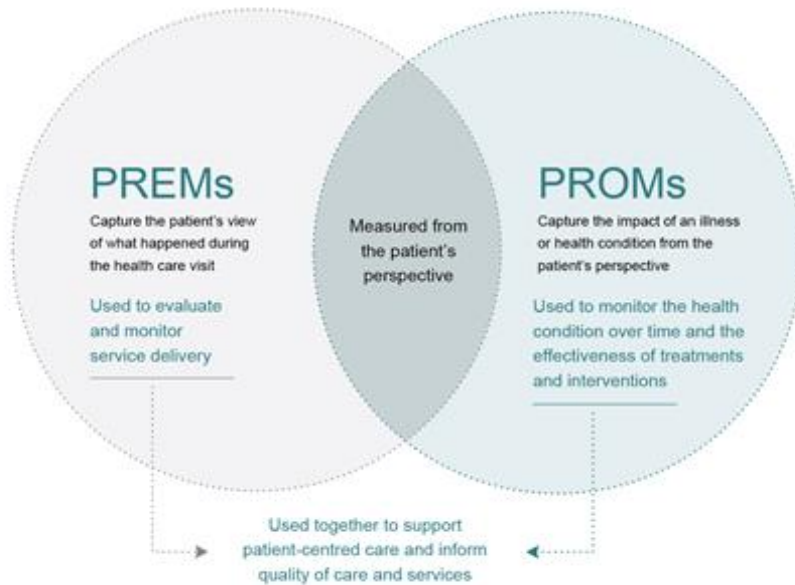 PREMs
Capture the patient's view
of what happened during
the health care visit
Used to evaluate
and monitor
service delivery
Measured from
the patient's
perspective
PROMs
Capture the impact of an illness
or health condition from the
patient's perspective
Used to monitor the health
condition over time and the
effectiveness of treatments
and interventions
Used together to support
patient-centred care and inform
quality of care and services